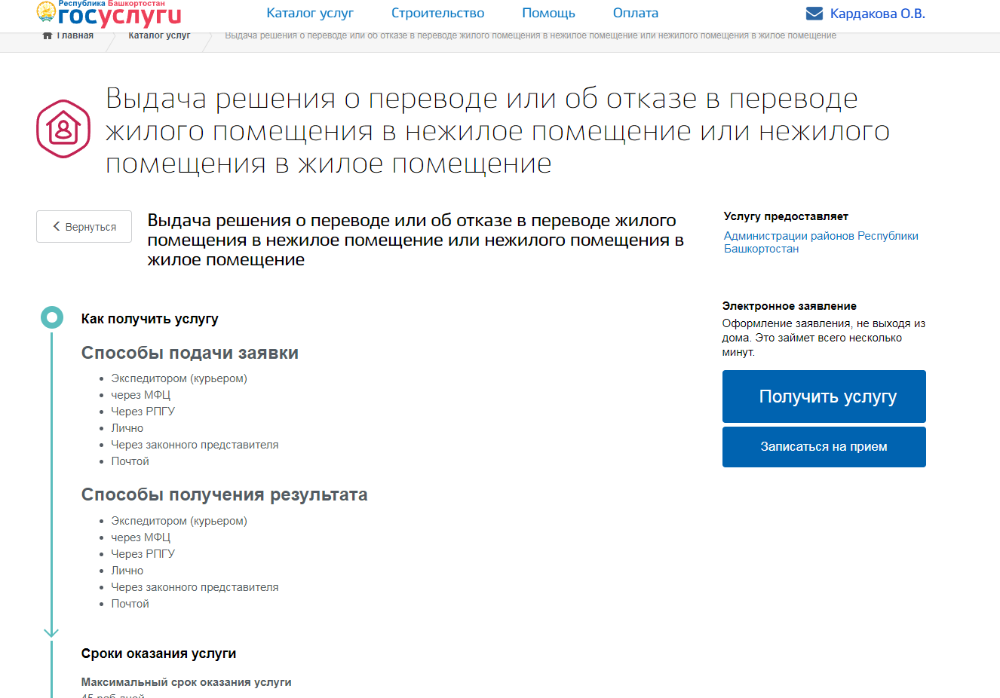 Республика Башкортостан
госуслуги
Каталог услуг
Строительство
Помощь
Оплата
Кардакова О.В.
Главная
Каталог услуг
Выдача решения о переводе или об отказе в переводе жилого помещения в нежилое помещение или нежилого помещения в жилое помещение
Выдача решения о переводе или об отказе в переводе
жилого помещения в нежилое помещение или нежилого
помещения в жилое помещение
Вернуться
Выдача решения о переводе или об отказе в переводе жилого
помещения в нежилое помещение или нежилого помещения в
жилое помещение
Услугу предоставляет
Администрации районов Республики
Башкортостан
Как получить услугу
Способы подачи заявки
Экспедитором (курьером)
через МФЦ
Через РПГУ
Лично
Через законного представителя
Почтой
Электронное заявление
Оформление заявления, не выходя из
дома. Это займет всего несколько
минут.
Получить услугу
Записаться на прием
Способы получения результата
Экспедитором (курьером)
через МФЦ
Через РПГУ
Лично
Через законного представителя
Почтой
Сроки оказания услуги
Максимальный срок оказания услуги
45 раб.дней